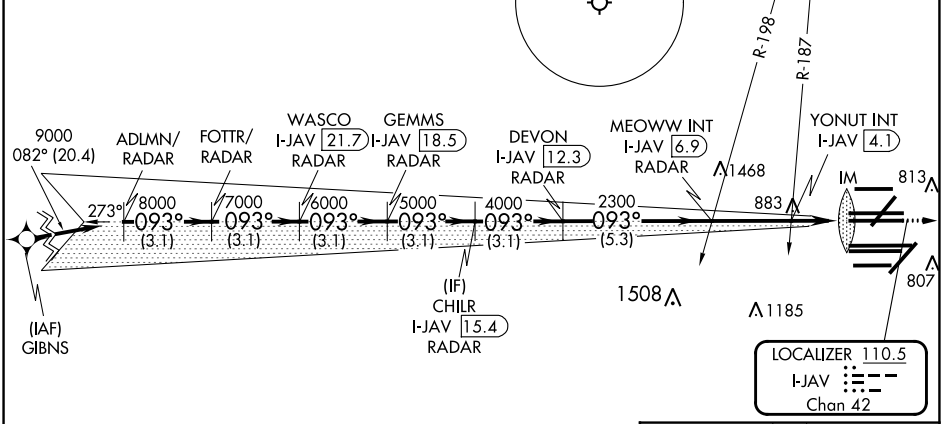 R-198
R-187
9000
082° (20.4)
273°
ADLMN/
RADAR
FOTTR/
RADAR
WASCO
I-JAV 21.7
RADAR
GEMMS
I-JAV 18.5
RADAR
DEVON
I-JAV 12.3
RADAR
MEOWW INT
I-JAV 6.9
RADAR
YONUT INT
I-JAV 4.1
1468
883
IM
813
8000
093°
(3.1)
7000
093°
(3.1)
6000
093°
(3.1)
5000
093°
(3.1)
4000
093°
(3.1)
2300
093°
(5.3)
(IAF)
GIBNS
(IF)
CHILR
I-JAV 15.4
RADAR
1508
1185
807
LOCALIZER 110.5
I-JAV
Chan 42